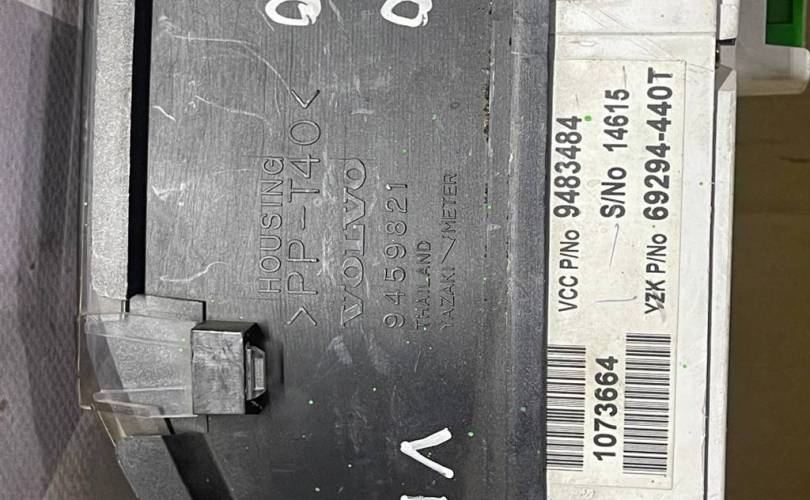 HOUSING
>PP-T40<
VOLVO
9459821
THAILAND
YAZAKI METER
VCC P/No 9483484
S/No 14615
YZK P/No 69294-440T
1073664